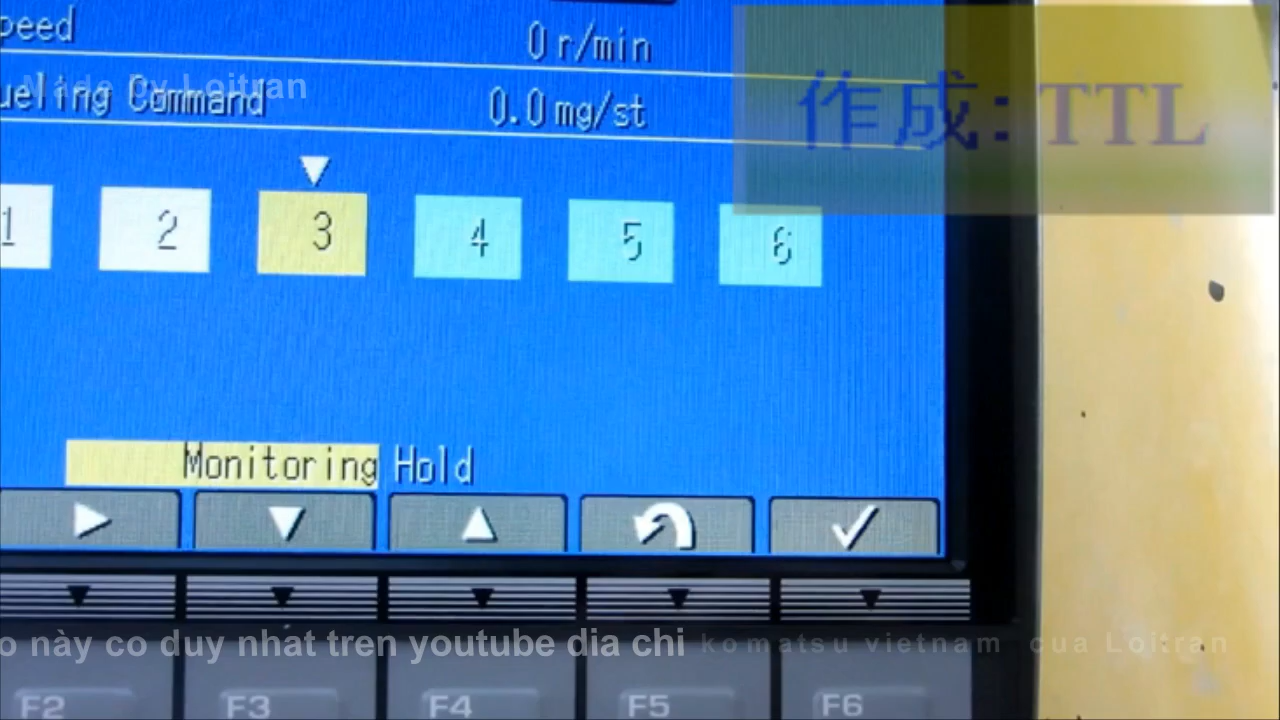 peed 0 r/min
Made by Loitran
ueling Command 0.0 mg/st
作成: TTL
1 2 3 4 5 6
Monitoring Hold
o này co duy nhat tren youtube dia chi komatsu vietnam cua Loitran
F2 F3 F4 F5 F6